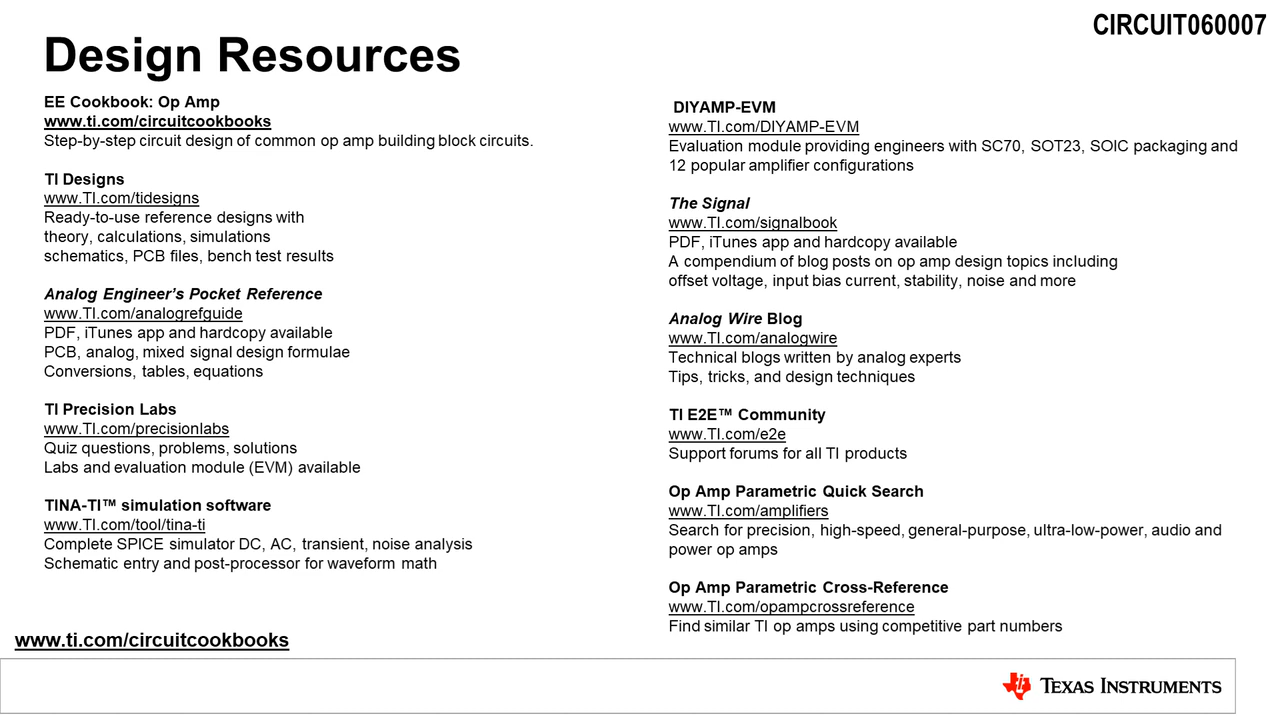 CIRCUIT060007
Design Resources
EE Cookbook: Op Amp
www.ti.com/circuitcookbooks
Step-by-step circuit design of common op amp building block circuits.
TI Designs
www.TI.com/tidesigns
Ready-to-use reference designs with
theory, calculations, simulations
schematics, PCB files, bench test results
Analog Engineer’s Pocket Reference
www.TI.com/analogrefguide
PDF, iTunes app and hardcopy available
PCB, analog, mixed signal design formulae
Conversions, tables, equations
TI Precision Labs
www.TI.com/precisionlabs
Quiz questions, problems, solutions
Labs and evaluation module (EVM) available
TINA-TI™ simulation software
www.TI.com/tool/tina-ti
Complete SPICE simulator DC, AC, transient, noise analysis
Schematic entry and post-processor for waveform math
DIYAMP-EVM
www.TI.com/DIYAMP-EVM
Evaluation module providing engineers with SC70, SOT23, SOIC packaging and
12 popular amplifier configurations
The Signal
www.TI.com/signalbook
PDF, iTunes app and hardcopy available
A compendium of blog posts on op amp design topics including
offset voltage, input bias current, stability, noise and more
Analog Wire Blog
www.TI.com/analogwire
Technical blogs written by analog experts
Tips, tricks, and design techniques
TI E2E™ Community
www.TI.com/e2e
Support forums for all TI products
Op Amp Parametric Quick Search
www.TI.com/amplifiers
Search for precision, high-speed, general-purpose, ultra-low-power, audio and
power op amps
Op Amp Parametric Cross-Reference
www.TI.com/opampcrossreference
Find similar TI op amps using competitive part numbers
www.ti.com/circuitcookbooks
TEXAS INSTRUMENTS